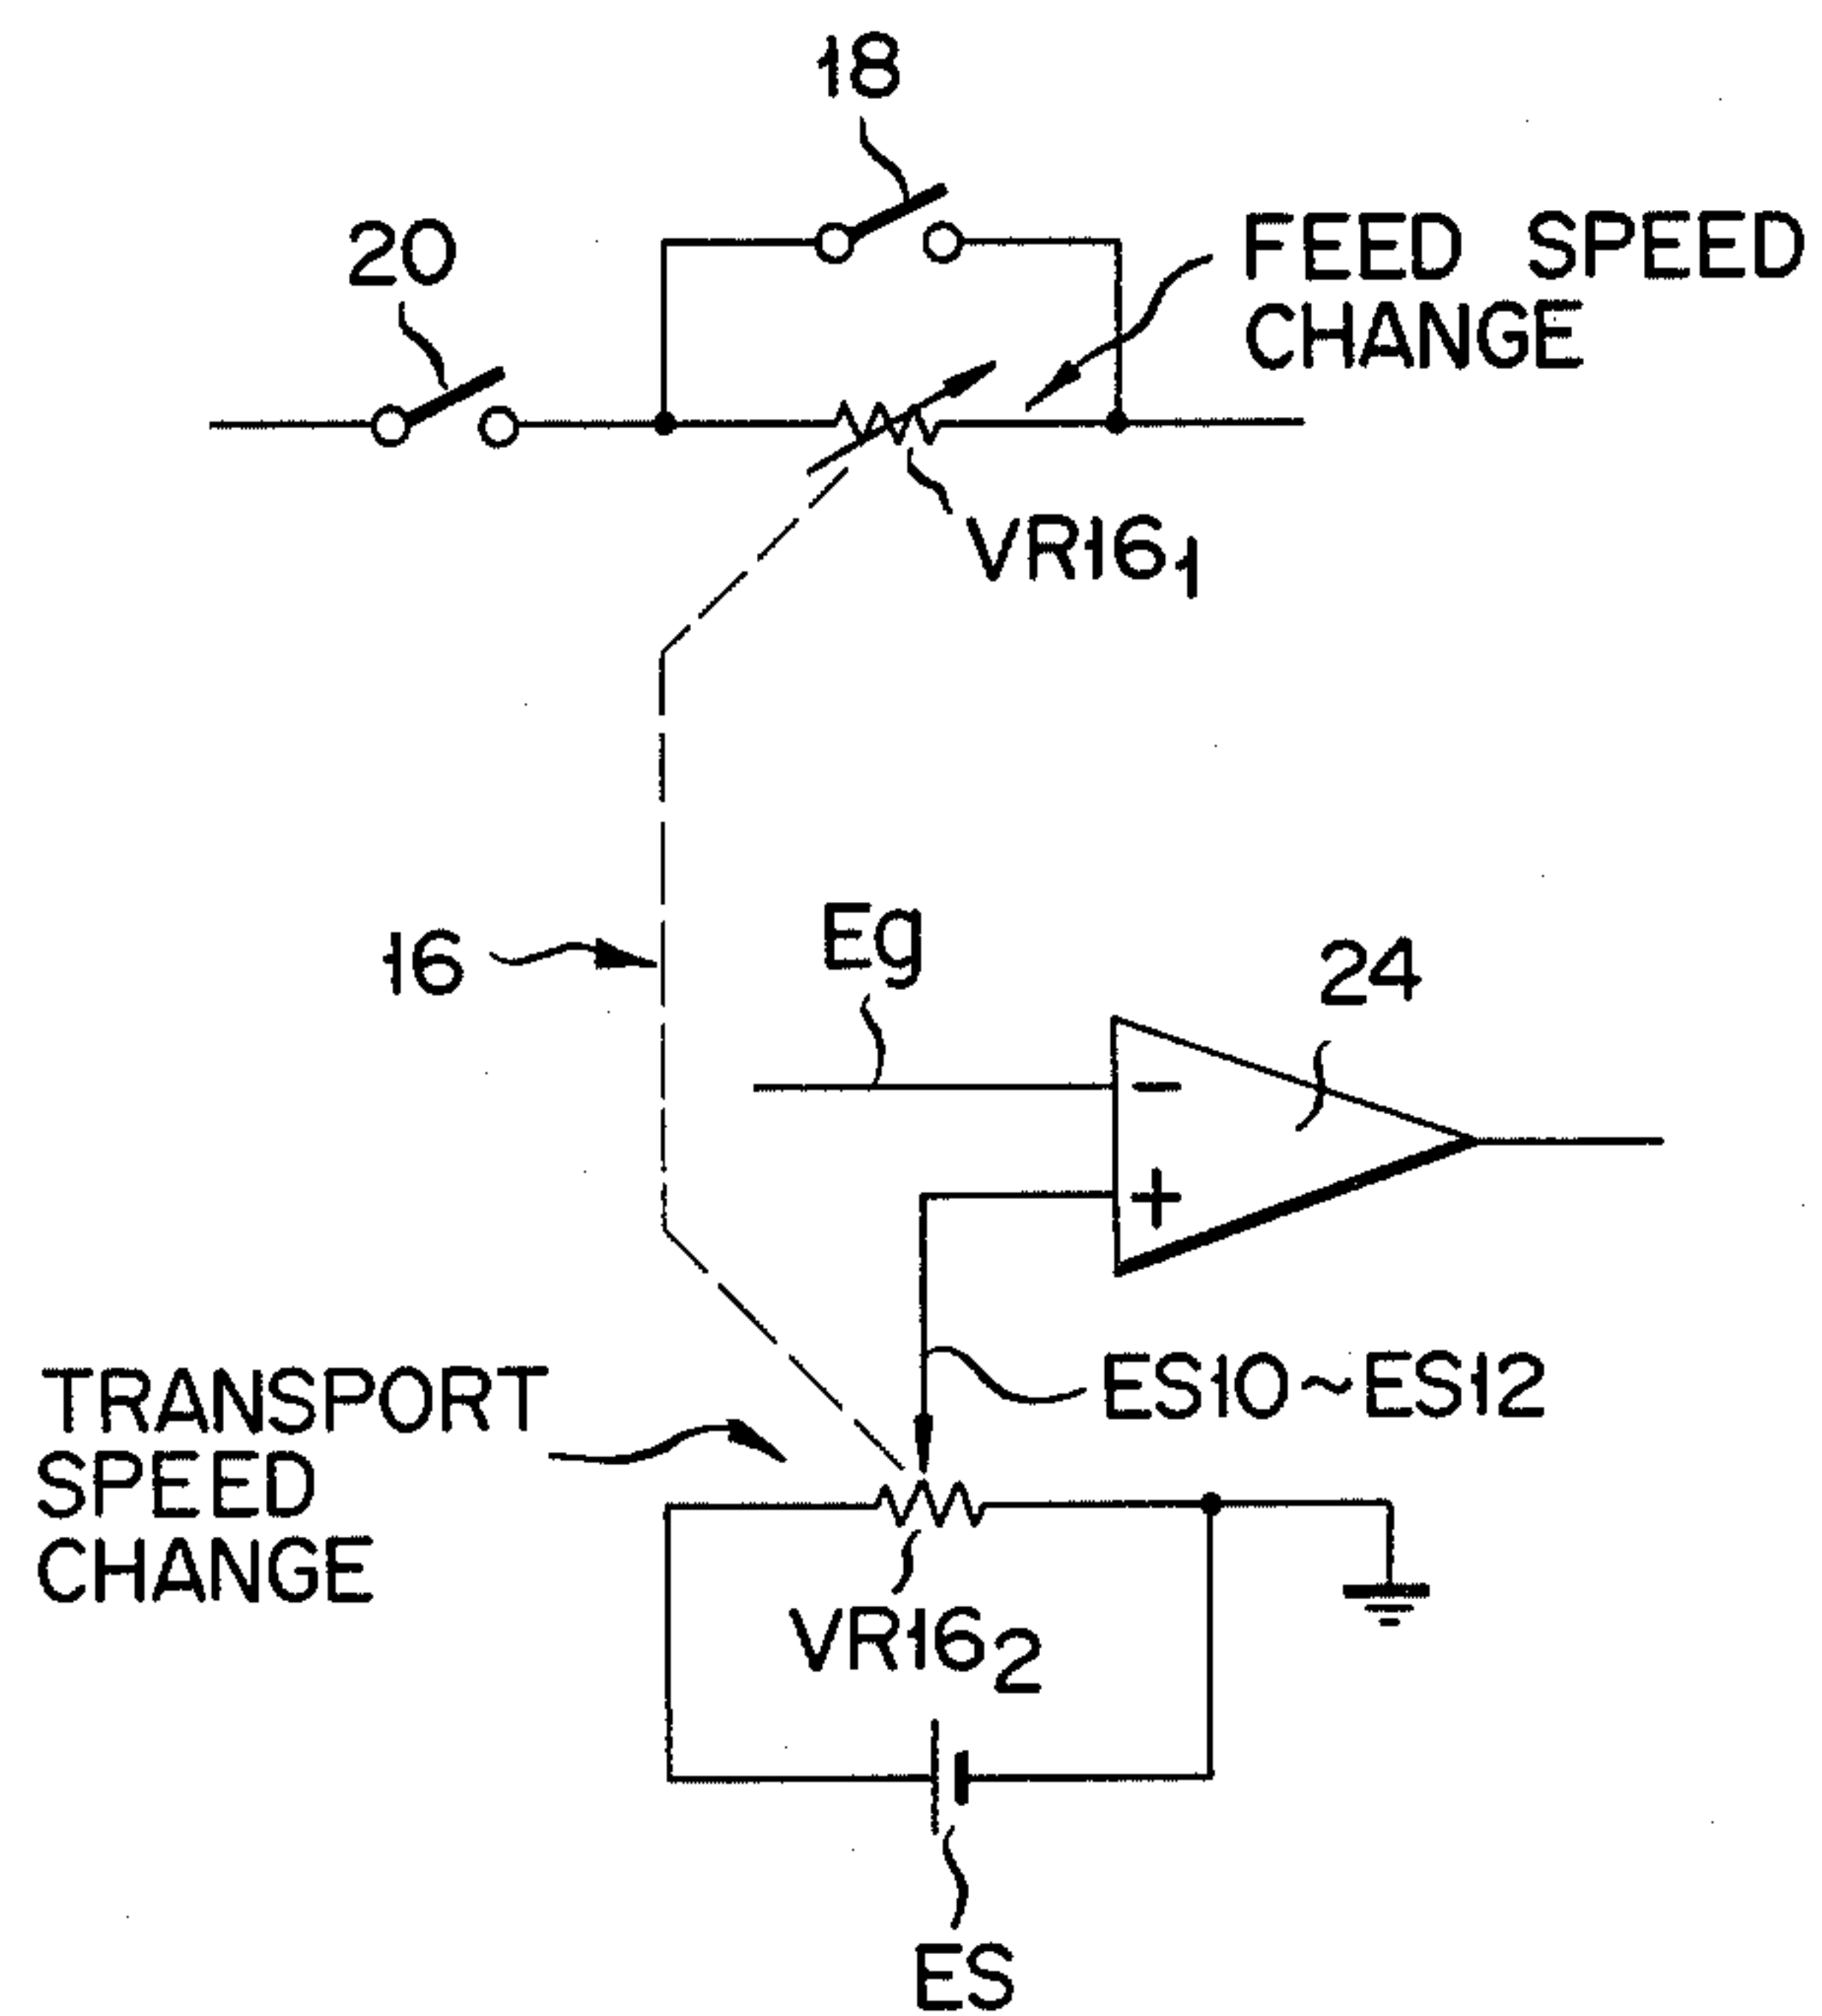 18
20
FEED SPEED
CHANGE
VR16₁
16
Eg
24
-
+
ES10~ES12
TRANSPORT
SPEED
CHANGE
VR16₂
ES